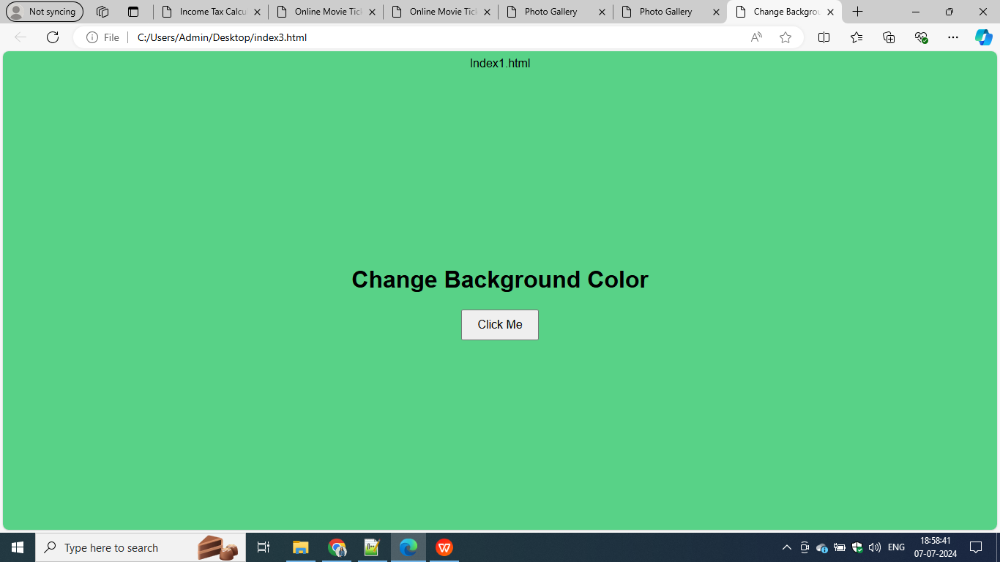 Not syncing
Income Tax Calcu
Online Movie Tick
Online Movie Tick
Photo Gallery
Photo Gallery
Change Backgrou
File
C:/Users/Admin/Desktop/index3.html
Index1.html
Change Background Color
Click Me
Type here to search
ENG
18:58:41
07-07-2024